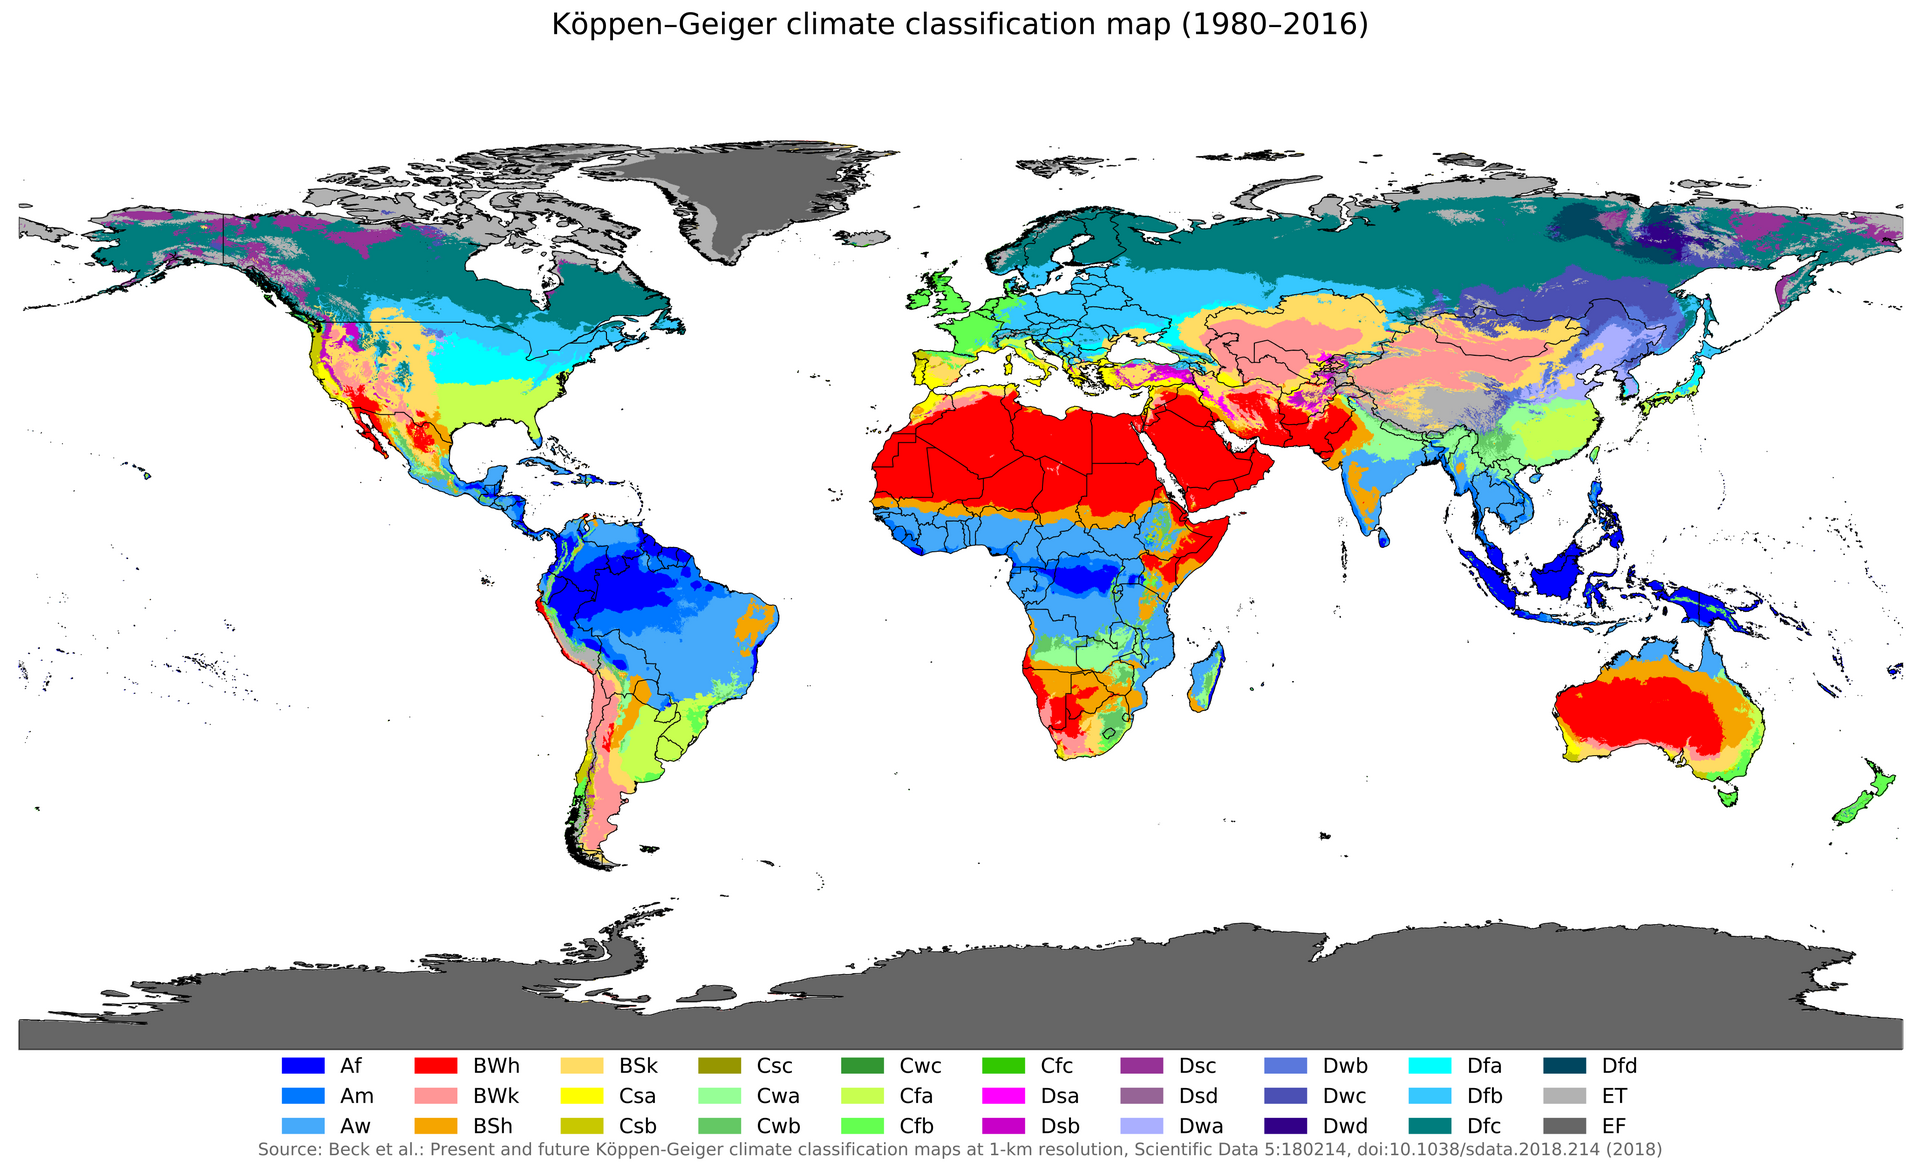 Köppen–Geiger climate classification map (1980–2016)
Af BWh BSk Csc Cwc Cfc Dsc Dwb Dfa Dfd
Am BWk Csa Cwa Cfa Dsa Dsd Dwc Dfb ET
Aw BSh Csb Cwb Cfb Dsb Dwa Dwd Dfc EF
Source: Beck et al.: Present and future Köppen-Geiger climate classification maps at 1-km resolution, Scientific Data 5:180214, doi:10.1038/sdata.2018.214 (2018)